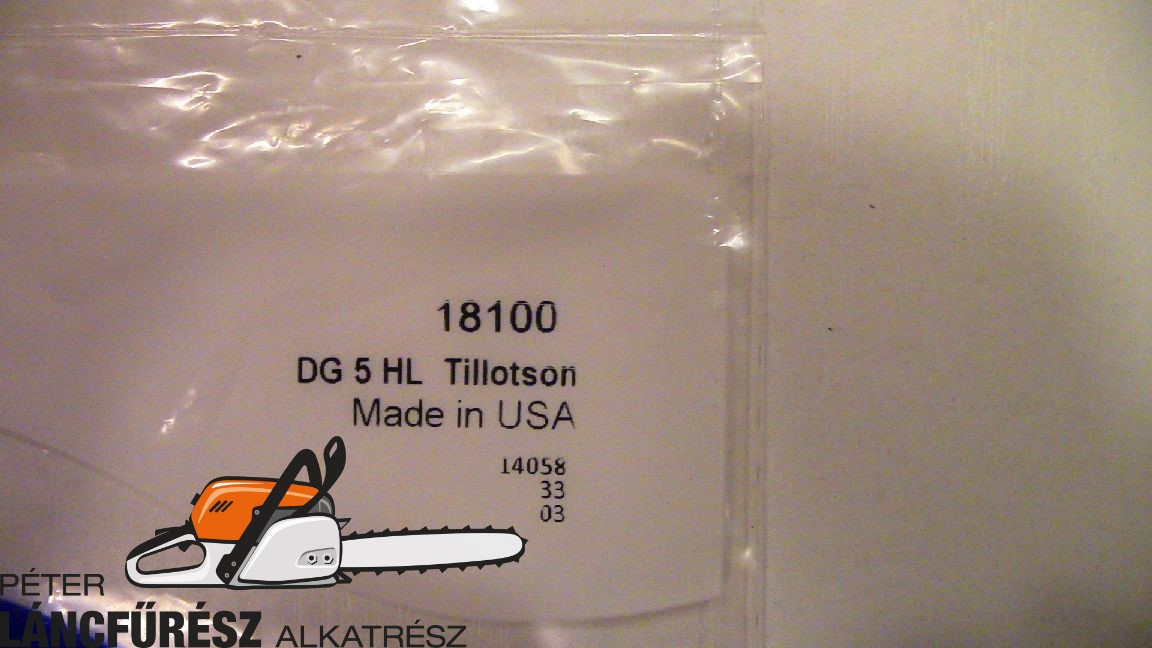 18100
DG 5 HL Tillotson
Made in USA
14058
33
03
PÉTER
LÁNCFŰRÉSZ ALKATRÉSZ